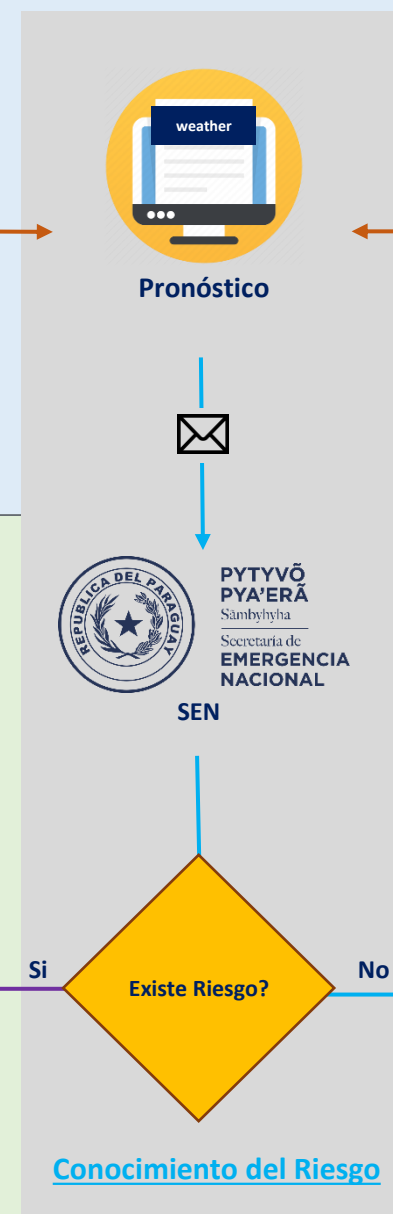 weather
Pronóstico
REPUBLICA DEL PARAGUAY
PYTYVÕ
PYA'ERÃ
Sãmbyhyha
Secretaría de
EMERGENCIA
NACIONAL
SEN
Si
Existe Riesgo?
No
Conocimiento del Riesgo